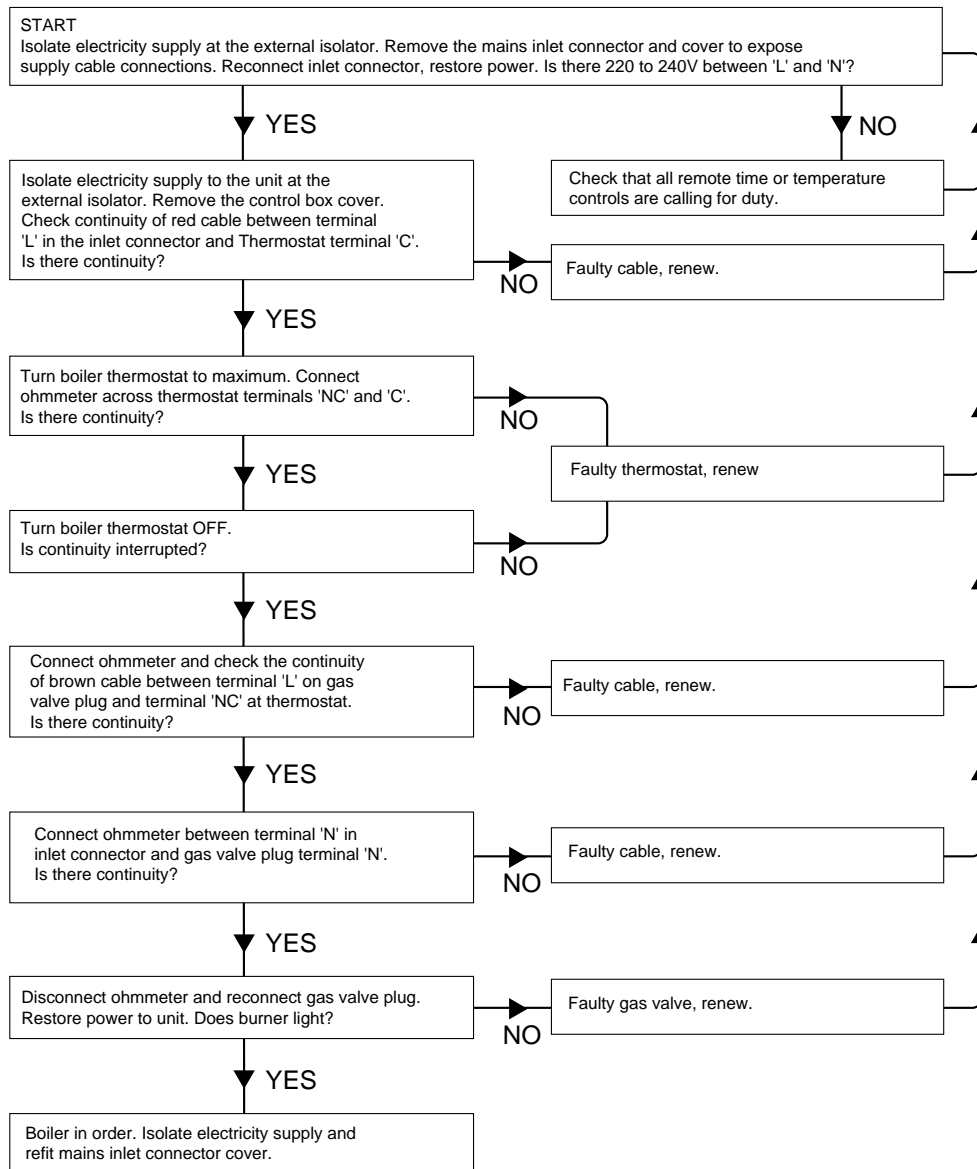 START
Isolate electricity supply at the external isolator. Remove the mains inlet connector and cover to expose
supply cable connections. Reconnect inlet connector, restore power. Is there 220 to 240V between 'L' and 'N'?
YES
NO
Isolate electricity supply to the unit at the
external isolator. Remove the control box cover.
Check continuity of red cable between terminal
'L' in the inlet connector and Thermostat terminal 'C'.
Is there continuity?
Check that all remote time or temperature
controls are calling for duty.
NO
Faulty cable, renew.
YES
Turn boiler thermostat to maximum. Connect
ohmmeter across thermostat terminals 'NC' and 'C'.
Is there continuity?
NO
Faulty thermostat, renew
YES
Turn boiler thermostat OFF.
Is continuity interrupted?
NO
YES
Connect ohmmeter and check the continuity
of brown cable between terminal 'L' on gas
valve plug and terminal 'NC' at thermostat.
Is there continuity?
NO
Faulty cable, renew.
YES
Connect ohmmeter between terminal 'N' in
inlet connector and gas valve plug terminal 'N'.
Is there continuity?
NO
Faulty cable, renew.
YES
Disconnect ohmmeter and reconnect gas valve plug.
Restore power to unit. Does burner light?
NO
Faulty gas valve, renew.
YES
Boiler in order. Isolate electricity supply and
refit mains inlet connector cover.